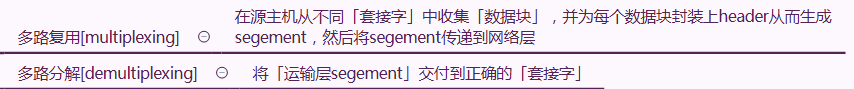 在源主机从不同「套接字」中收集「数据块」，并为每个数据块封装上header从而生成
多路复用[multiplexing] segement，然后将segement传递到网络层
多路分解[demultiplexing] 将「运输层segement」交付到正确的「套接字」